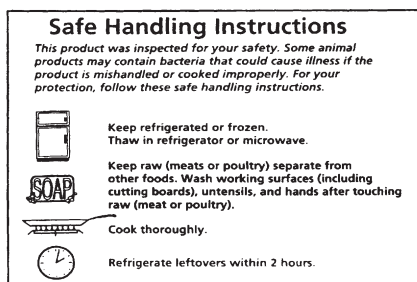 Safe Handling Instructions
This product was inspected for your safety. Some animal
products may contain bacteria that could cause illness if the
product is mishandled or cooked improperly. For your
protection, follow these safe handling instructions.
Keep refrigerated or frozen.
Thaw in refrigerator or microwave.
Keep raw (meats or poultry) separate from
other foods. Wash working surfaces (including
cutting boards), utensils, and hands after touching
raw (meat or poultry).
SOAP
Cook thoroughly.
Refrigerate leftovers within 2 hours.